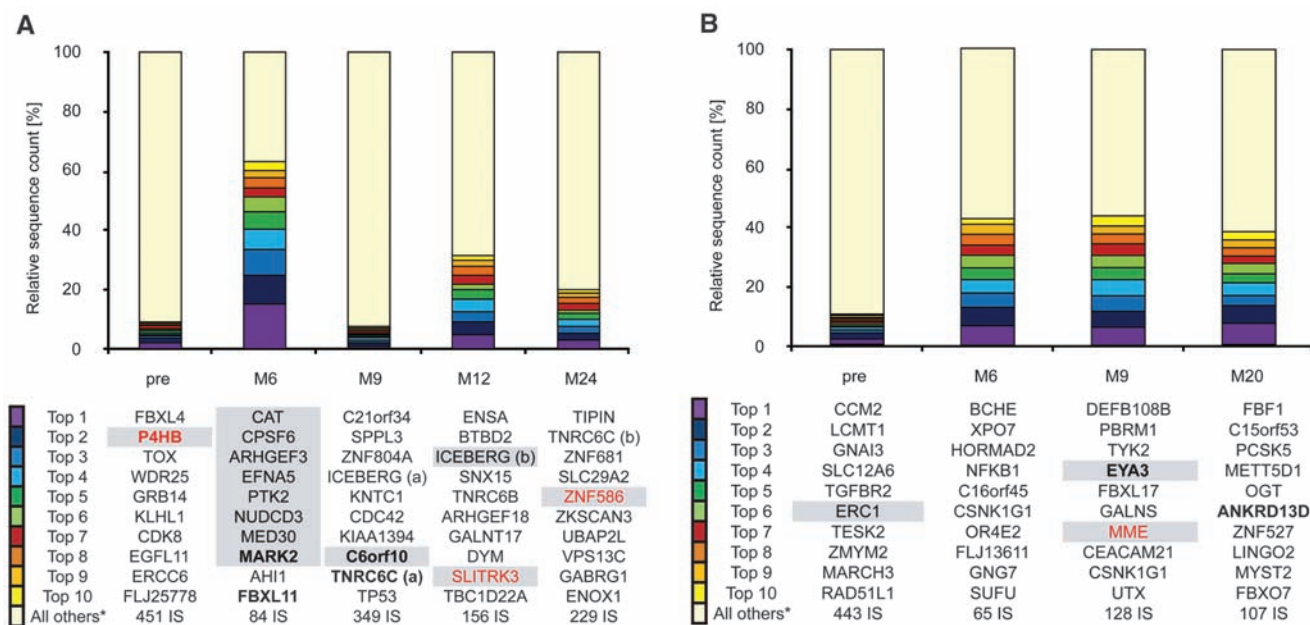 A
B
Relative sequence count [%]
100
80
60
40
20
0
pre M6 M9 M12 M24
Top 1 FBXL4 CAT C21orf34 ENSA TIPIN
Top 2 P4HB CPSF6 SPPL3 BTBD2 TNRC6C (b)
Top 3 TOX ARHGEF3 ZNF804A ICEBERG (b) ZNF681
Top 4 WDR25 EFNA5 ICEBERG (a) SNX15 SLC29A2
Top 5 GRB14 PTK2 KNTC1 TNRC6B ZNF586
Top 6 KLHL1 NUDCD3 CDC42 ARHGEF18 ZKSCAN3
Top 7 CDK8 MED30 KIAA1394 GALNT17 UBAP2L
Top 8 EGFL11 MARK2 C6orf10 DYM VPS13C
Top 9 ERCC6 AHI1 TNRC6C (a) SLITRK3 GABRG1
Top 10 FLJ25778 FBXL11 TP53 TBC1D22A ENOX1
All others* 451 IS 84 IS 349 IS 156 IS 229 IS
Relative sequence count [%]
100
80
60
40
20
0
pre M6 M9 M20
Top 1 CCM2 BCHE DEFB108B FBF1
Top 2 LCMT1 XPO7 PBRM1 C15orf53
Top 3 GNAI3 HORMAD2 TYK2 PCSK5
Top 4 SLC12A6 NFKB1 EYA3 METT5D1
Top 5 TGFBR2 C16orf45 FBXL17 OGT
Top 6 ERC1 CSNK1G1 GALNS ANKRD13D
Top 7 TESK2 OR4E2 MME ZNF527
Top 8 ZMYM2 FLJ13611 CEACAM21 LINGO2
Top 9 MARCH3 GNG7 CSNK1G1 MYST2
Top 10 RAD51L1 SUFU UTX FBXO7
All others* 443 IS 65 IS 128 IS 107 IS